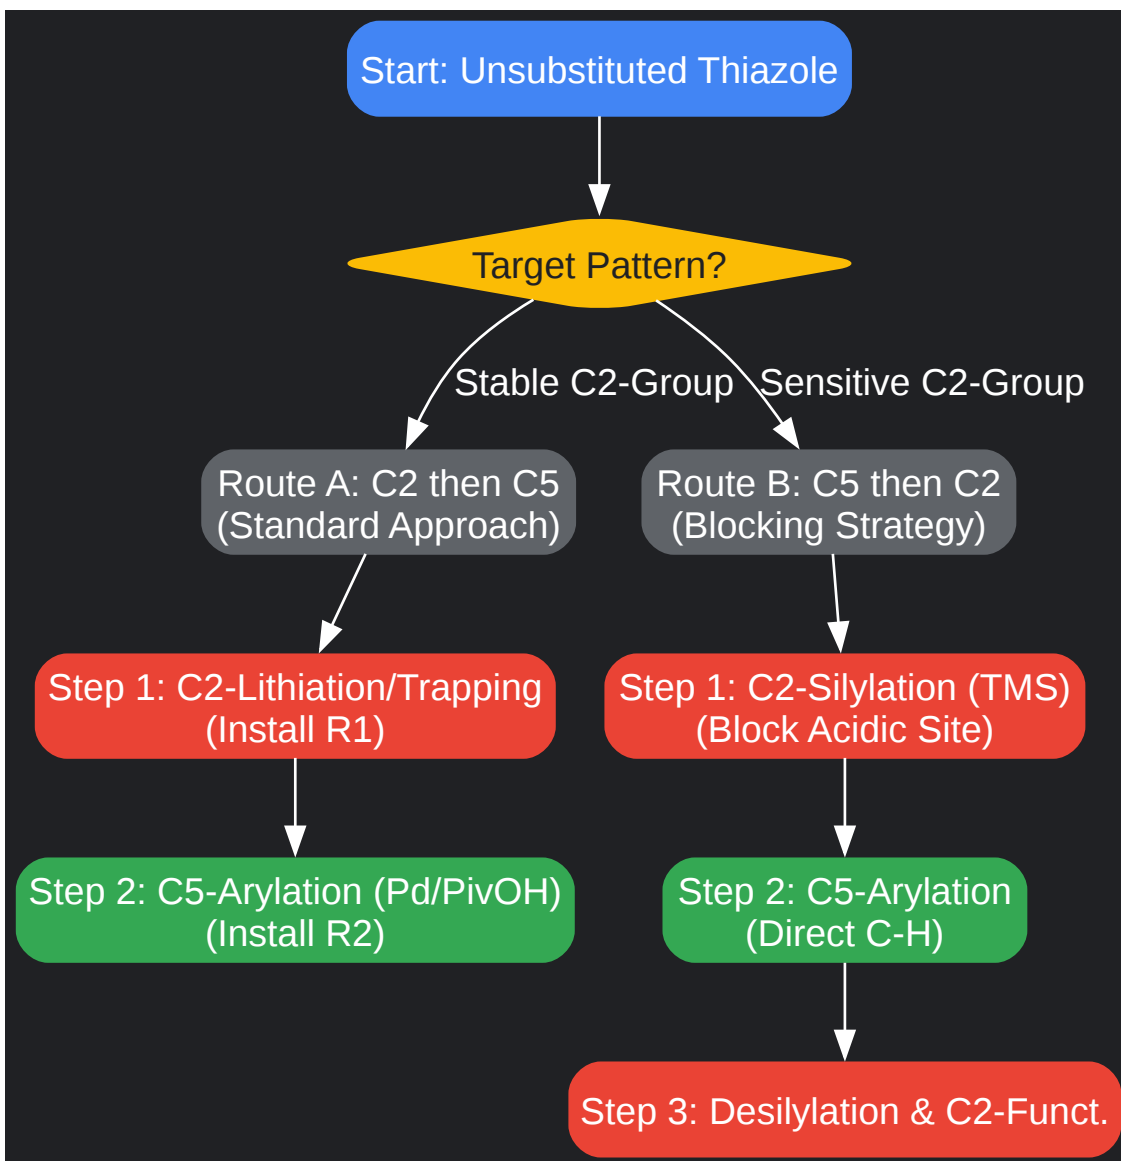 Start: Unsubstituted Thiazole
Target Pattern?
Stable C2-Group
Sensitive C2-Group
Route A: C2 then C5
(Standard Approach)
Route B: C5 then C2
(Blocking Strategy)
Step 1: C2-Lithiation/Trapping
(Install R1)
Step 1: C2-Silylation (TMS)
(Block Acidic Site)
Step 2: C5-Arylation (Pd/PivOH)
(Install R2)
Step 2: C5-Arylation
(Direct C-H)
Step 3: Desilylation & C2-Funct.